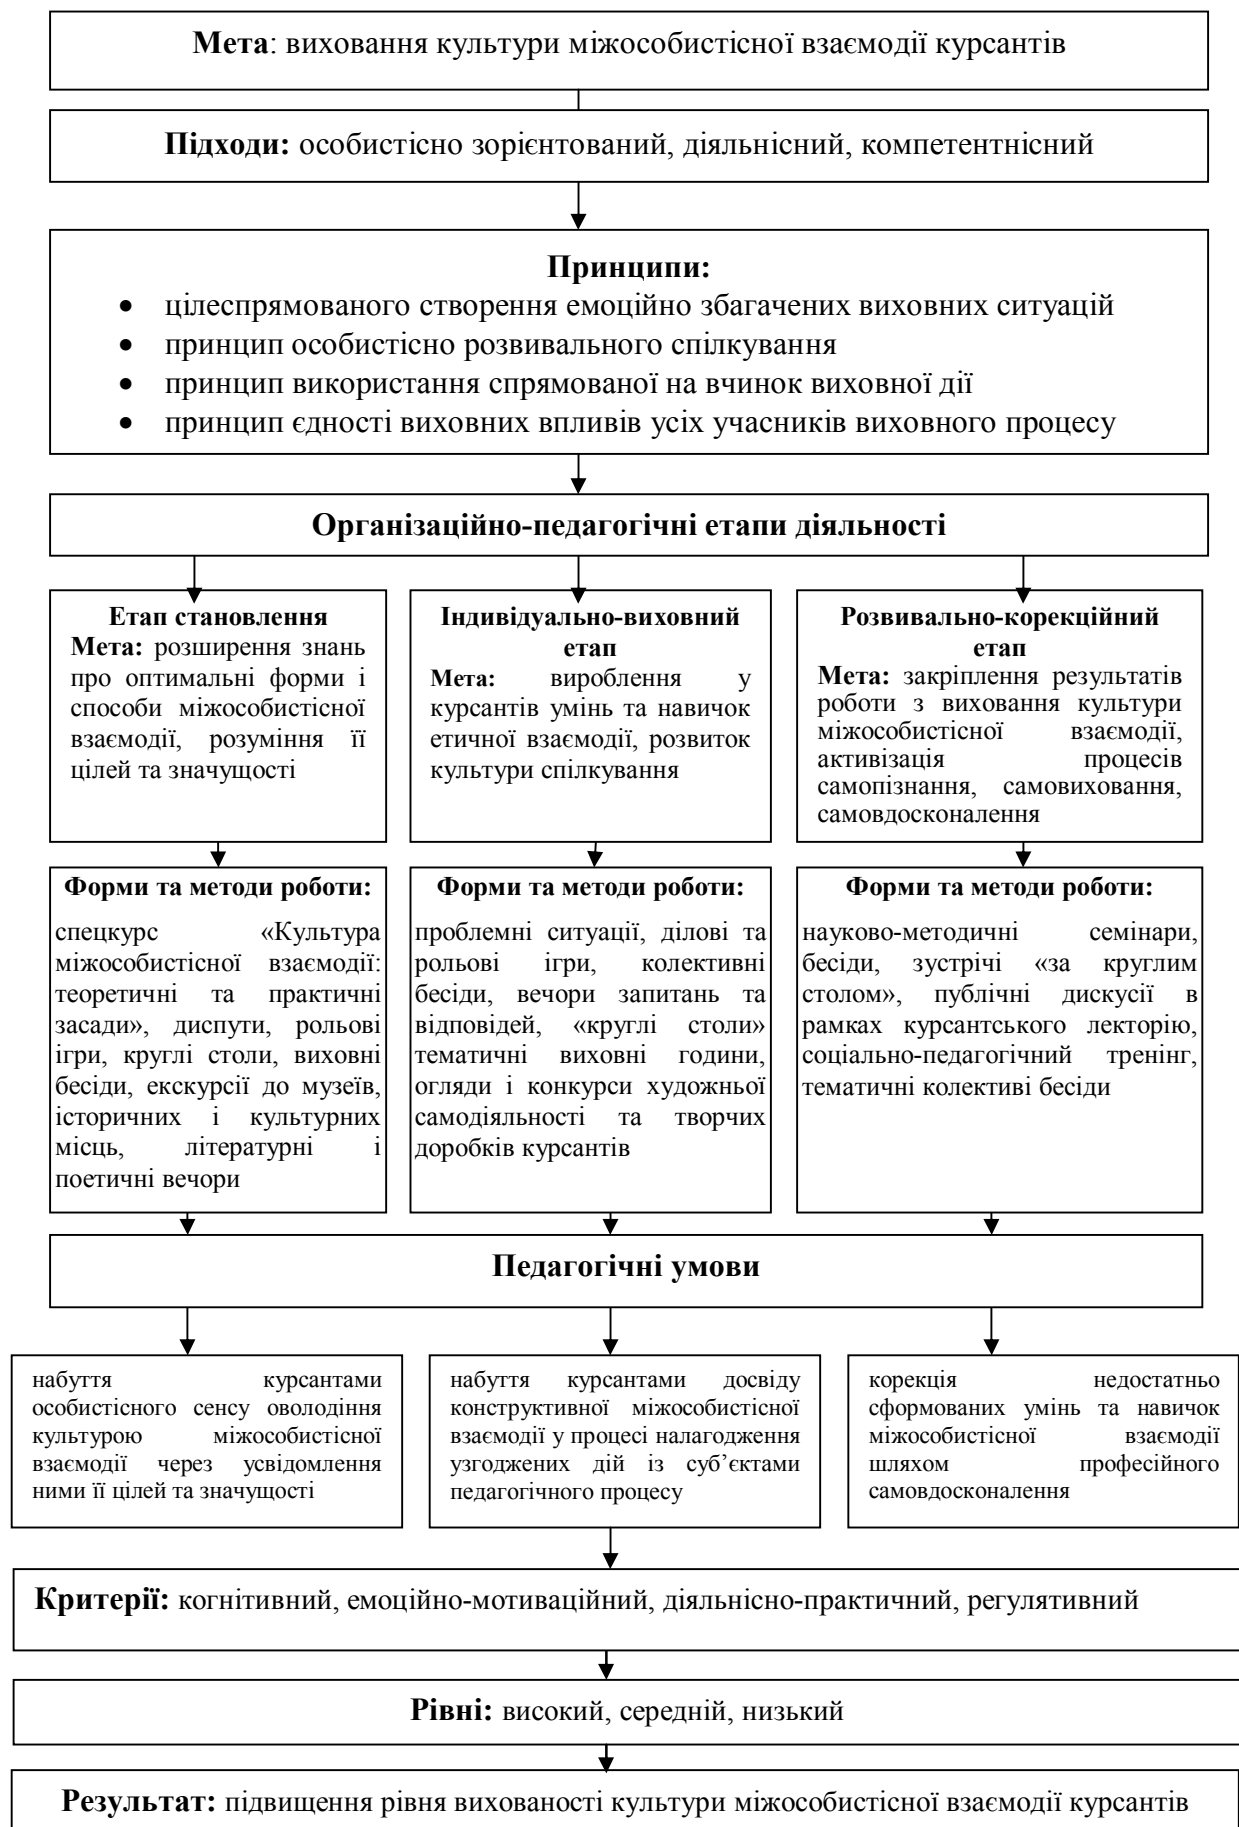 Мета: виховання культури міжособистісної взаємодії курсантів
Підходи: особистісно зорієнтований, діяльнісний, компетентнісний
Принципи:
• цілеспрямованого створення емоційно збагачених виховних ситуацій
• принцип особистісно розвивального спілкування
• принцип використання спрямованої на вчинок виховної дії
• принцип єдності виховних впливів усіх учасників виховного процесу
Організаційно-педагогічні етапи діяльності
Етап становлення
Мета: розширення знань
про оптимальні форми і
способи міжособистісної
взаємодії, розуміння її
цілей та значущості
Індивідуально-виховний
етап
Мета: вироблення у
курсантів умінь та навичок
етичної взаємодії, розвиток
культури спілкування
Розвивально-корекційний
етап
Мета: закріплення результатів
роботи з виховання культури
міжособистісної взаємодії,
активізація процесів
самопізнання, самовиховання,
самовдосконалення
Форми та методи роботи:
спецкурс «Культура
міжособистісної взаємодії:
теоретичні та практичні
засади», диспути, рольові
ігри, круглі столи, виховні
бесіди, екскурсії до музеїв,
історичних і культурних
місць, літературні і
поетичні вечори
Форми та методи роботи:
проблемні ситуації, ділові та
рольові ігри, колективні
бесіди, вечори запитань та
відповідей, «круглі столи»
тематичні виховні години,
огляди і конкурси художньої
самодіяльності та творчих
доробків курсантів
Форми та методи роботи:
науково-методичні семінари,
бесіди, зустрічі «за круглим
столом», публічні дискусії в
рамках курсантського лекторію,
соціально-педагогічний тренінг,
тематичні колективі бесіди
Педагогічні умови
набуття курсантами
особистісного сенсу оволодіння
культурою міжособистісної
взаємодії через усвідомлення
ними її цілей та значущості
набуття курсантами досвіду
конструктивної міжособистісної
взаємодії у процесі налагодження
узгоджених дій із суб’єктами
педагогічного процесу
корекція недостатньо
сформованих умінь та навичок
міжособистісної взаємодії
шляхом професійного
самовдосконалення
Критерії: когнітивний, емоційно-мотиваційний, діяльнісно-практичний, регулятивний
Рівні: високий, середній, низький
Результат: підвищення рівня вихованості культури міжособистісної взаємодії курсантів